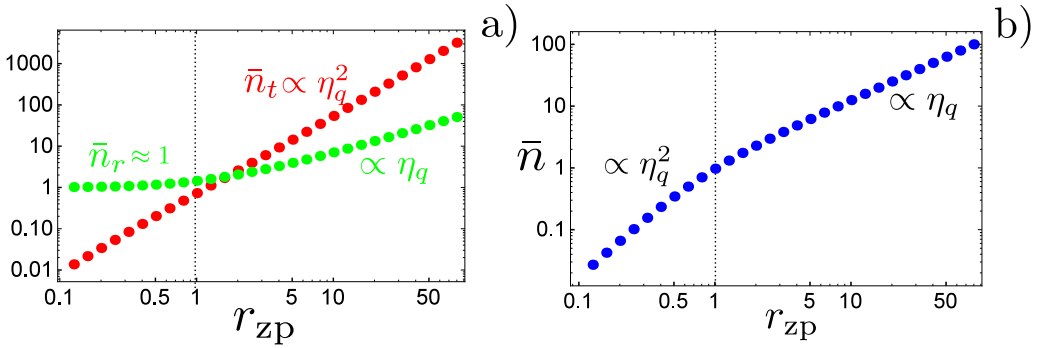 a)
1000
100
10
1
0.10
0.01
n̄_t ∝ η_q^2
n̄_r ≈ 1
∝ η_q
0.1 0.5 1 5 10 50
r_zp
b)
100
10
1
0.1
n̄
∝ η_q^2
∝ η_q
0.1 0.5 1 5 10 50
r_zp